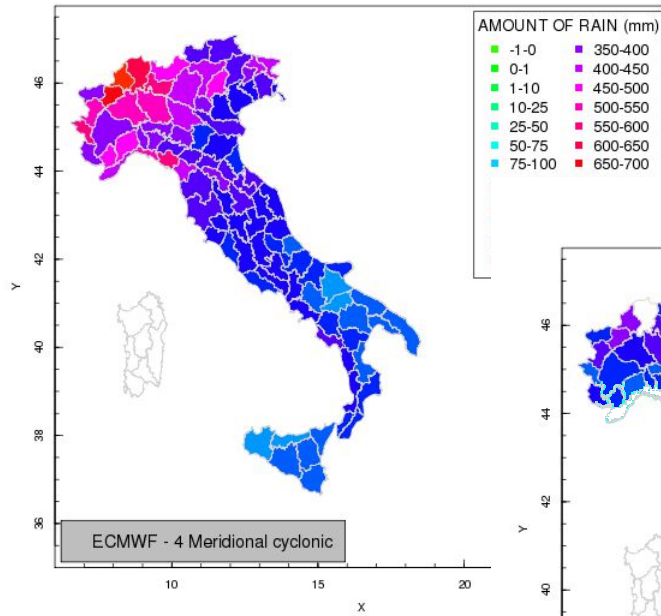 AMOUNT OF RAIN (mm)
-1-0 350-400
0-1 400-450
1-10 450-500
10-25 500-550
25-50 550-600
50-75 600-650
75-100 650-700
46
44
42
40
38
36
Y
ECMWF - 4 Meridional cyclonic
10 15 20
X
46
44
42
40
Y